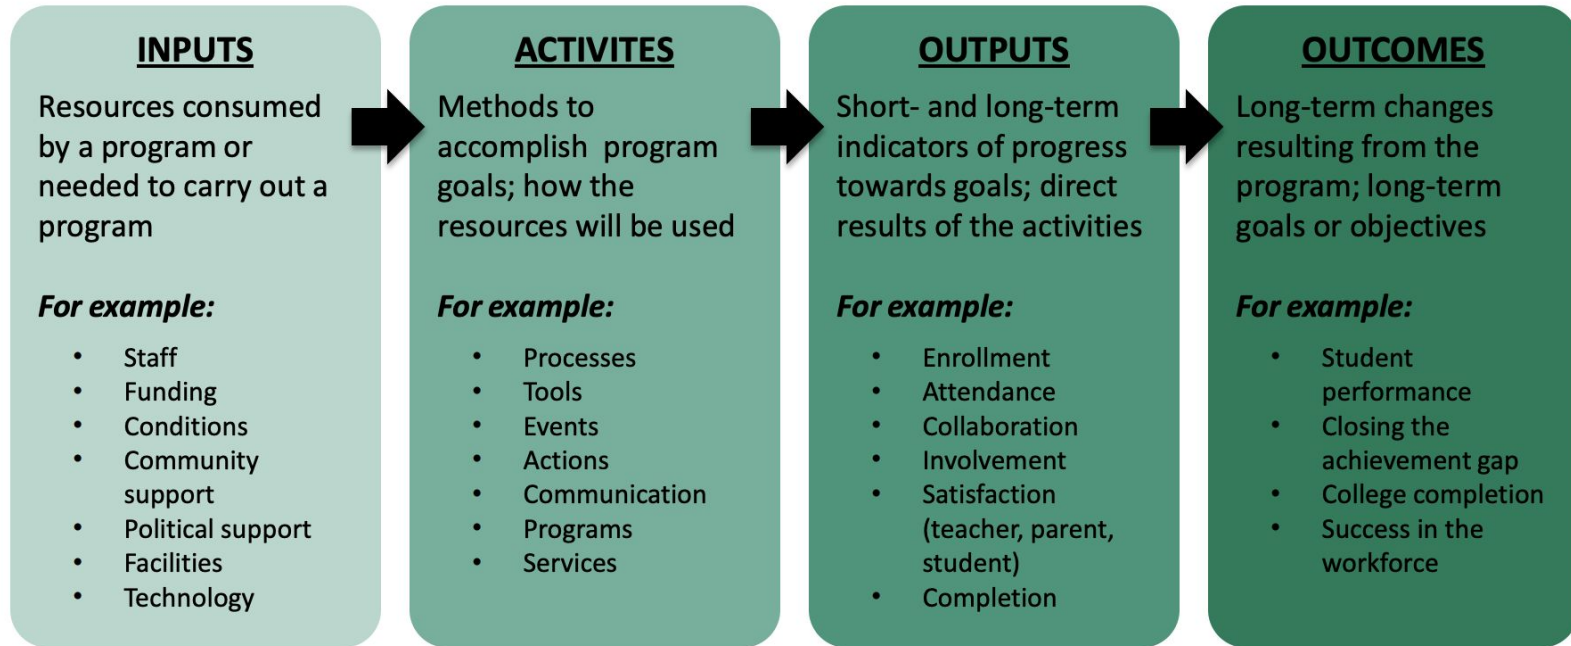 INPUTS
Resources consumed
by a program or
needed to carry out a
program
For example:
• Staff
• Funding
• Conditions
• Community
support
• Political support
• Facilities
• Technology
ACTIVITES
Methods to
accomplish program
goals; how the
resources will be used
For example:
• Processes
• Tools
• Events
• Actions
• Communication
• Programs
• Services
OUTPUTS
Short- and long-term
indicators of progress
towards goals; direct
results of the activities
For example:
• Enrollment
• Attendance
• Collaboration
• Involvement
• Satisfaction
(teacher, parent,
student)
• Completion
OUTCOMES
Long-term changes
resulting from the
program; long-term
goals or objectives
For example:
• Student
performance
• Closing the
achievement gap
• College completion
• Success in the
workforce